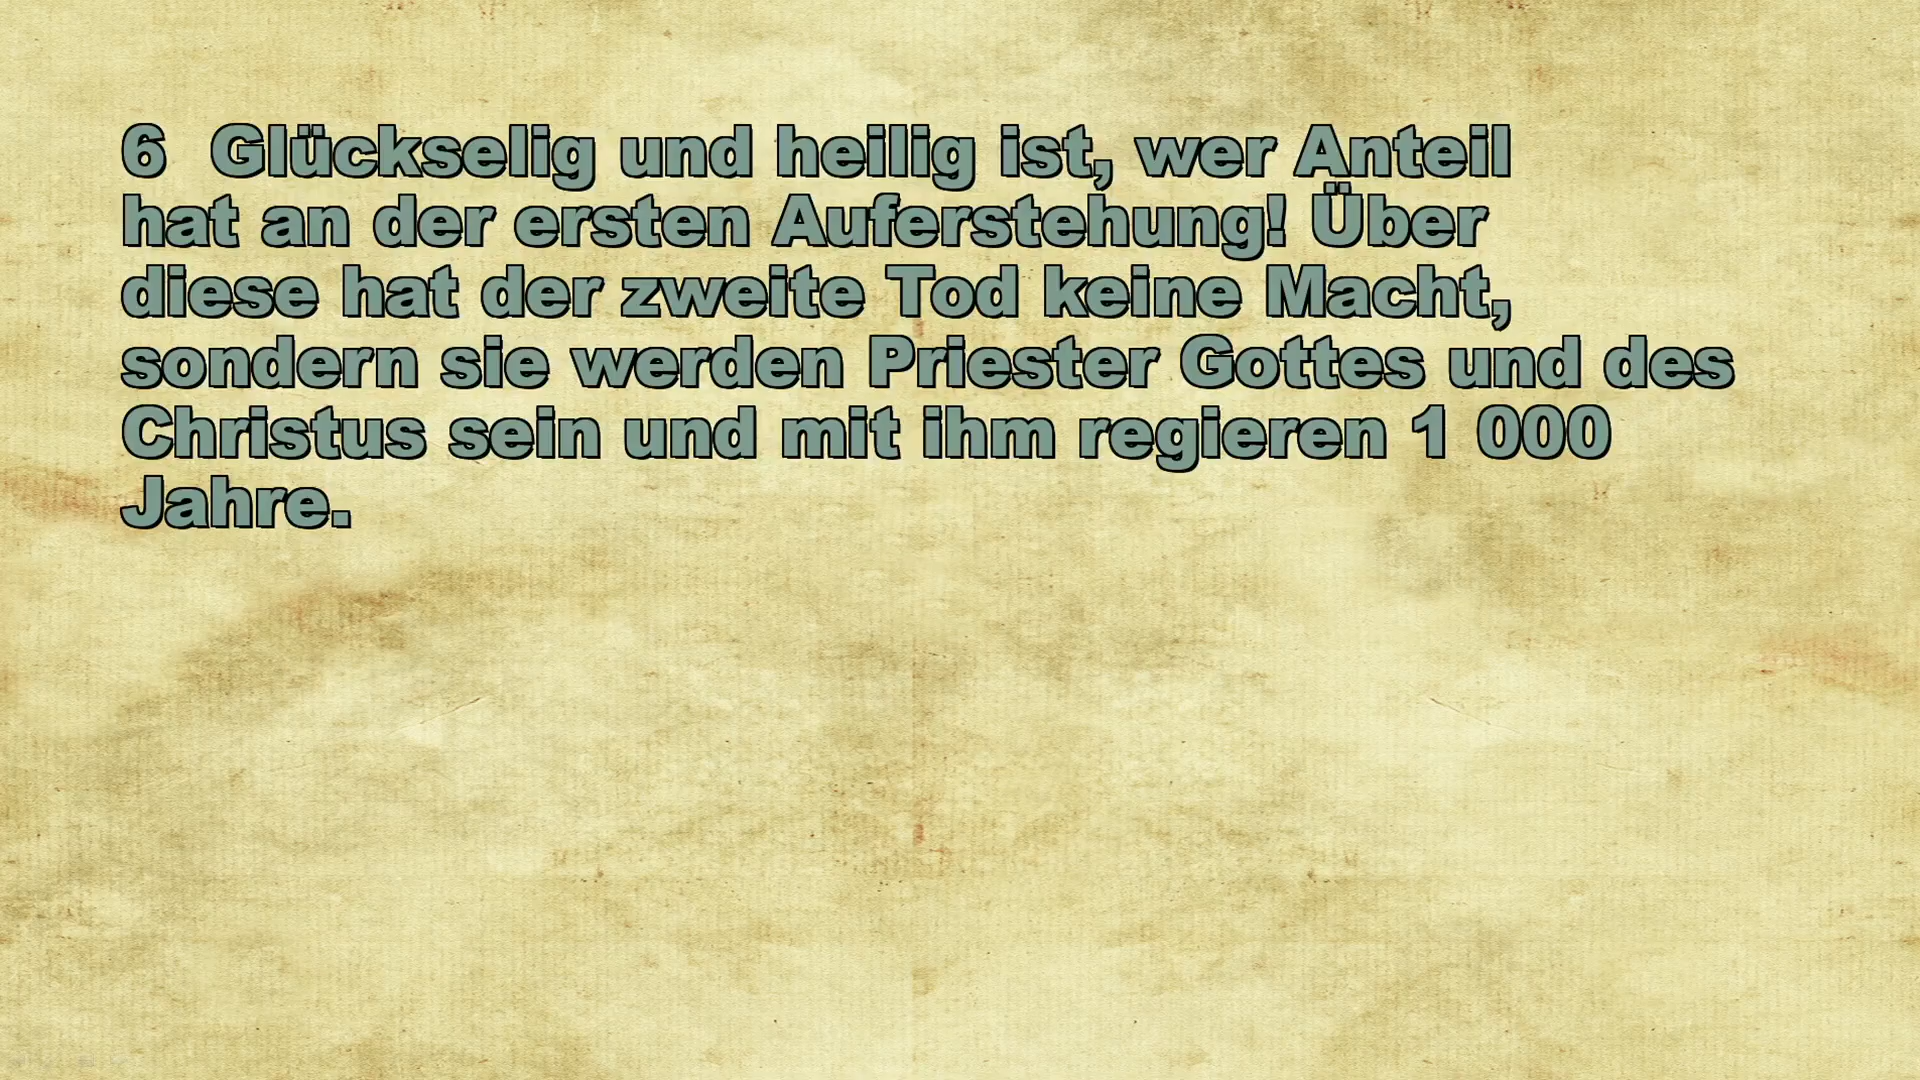 6  Glückselig und heilig ist, wer Anteil
hat an der ersten Auferstehung! Über
diese hat der zweite Tod keine Macht,
sondern sie werden Priester Gottes und des
Christus sein und mit ihm regieren 1 000
Jahre.